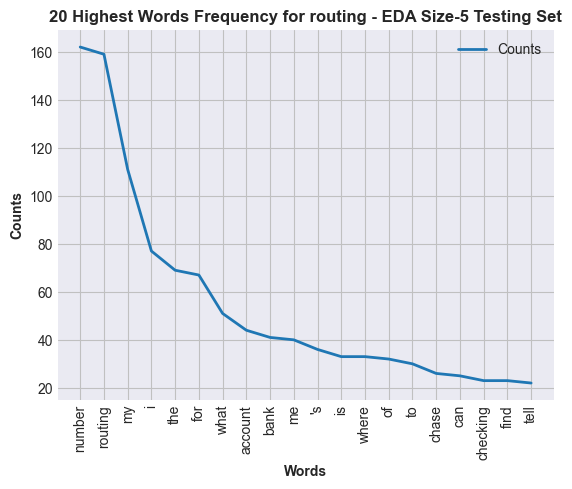 20 Highest Words Frequency for routing - EDA Size-5 Testing Set
Counts
160
140
120
100
80
60
40
20
Counts
number
routing
my
i
the
for
what
account
bank
me
's
is
where
of
to
chase
can
checking
find
tell
Words